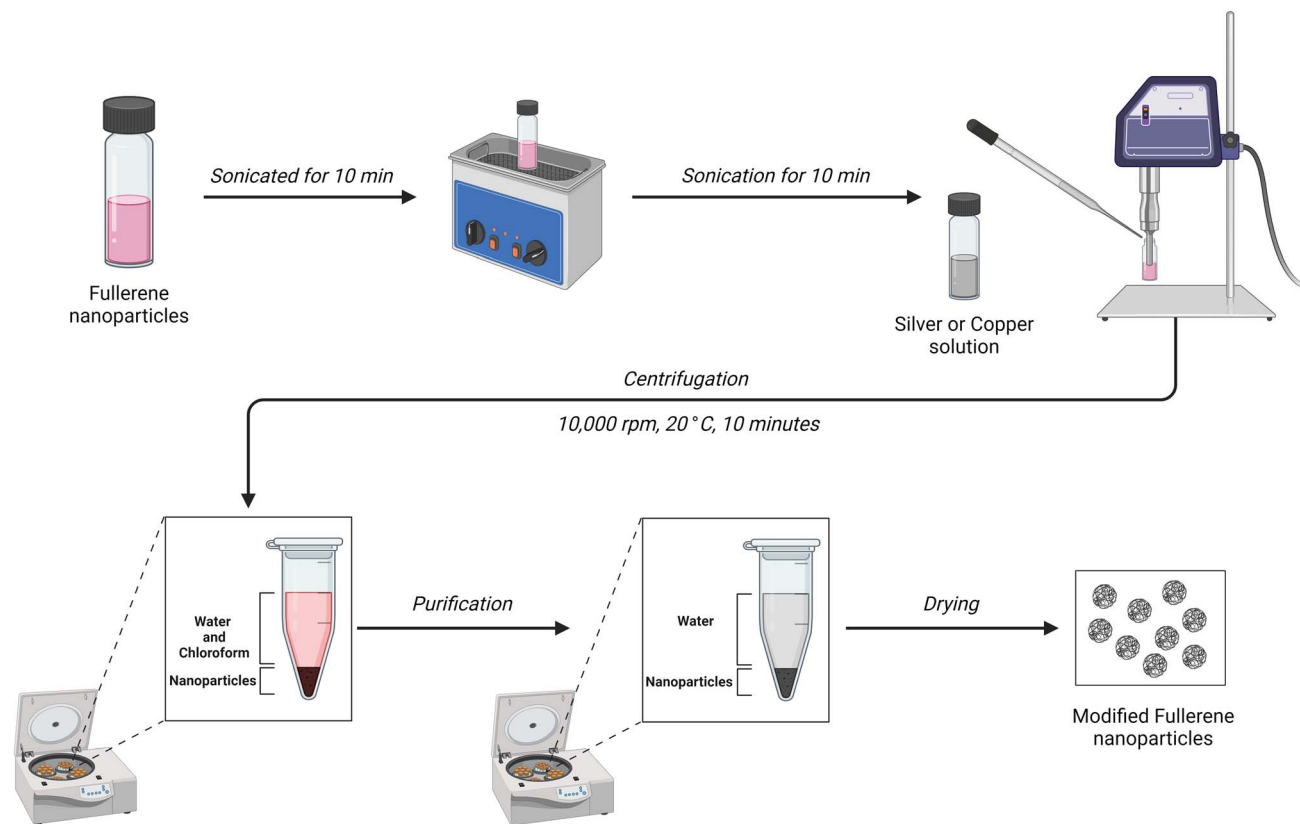 Sonicated for 10 min
Sonication for 10 min
Fullerene
nanoparticles
Silver or Copper
solution
Centrifugation
10,000 rpm, 20°C, 10 minutes
Water
and
Chloroform
Nanoparticles
Purification
Water
Nanoparticles
Drying
Modified Fullerene
nanoparticles